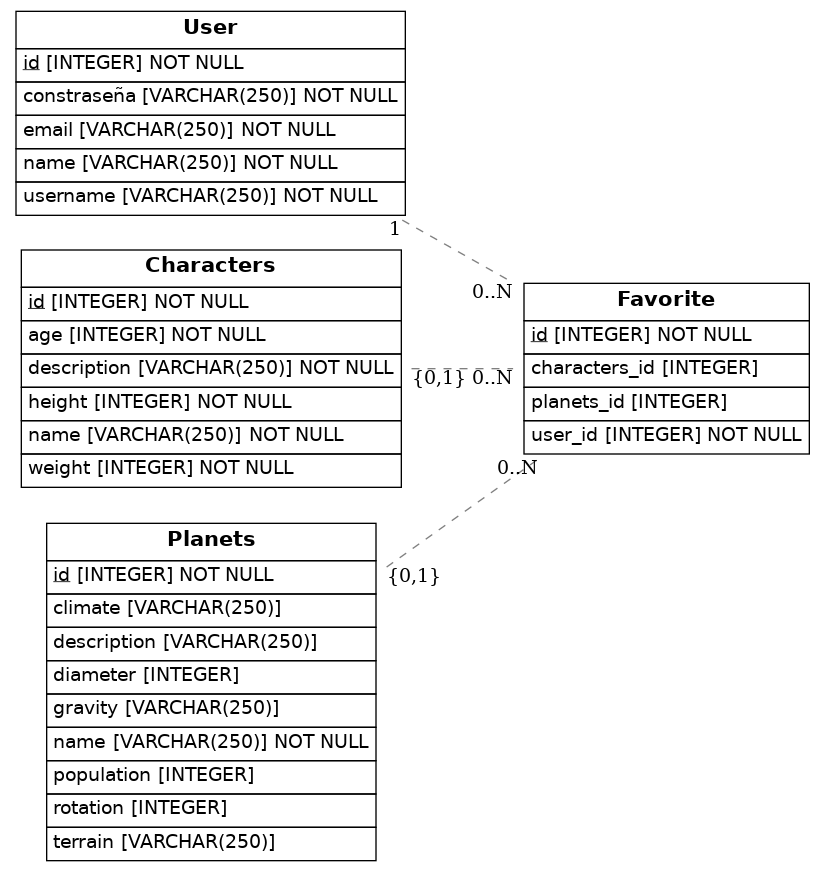 User
id [INTEGER] NOT NULL
constraseña [VARCHAR(250)] NOT NULL
email [VARCHAR(250)] NOT NULL
name [VARCHAR(250)] NOT NULL
username [VARCHAR(250)] NOT NULL
1
0..N
Characters
id [INTEGER] NOT NULL
age [INTEGER] NOT NULL
description [VARCHAR(250)] NOT NULL
height [INTEGER] NOT NULL
name [VARCHAR(250)] NOT NULL
weight [INTEGER] NOT NULL
{0,1} 0..N
Favorite
id [INTEGER] NOT NULL
characters_id [INTEGER]
planets_id [INTEGER]
user_id [INTEGER] NOT NULL
0..N
{0,1}
Planets
id [INTEGER] NOT NULL
climate [VARCHAR(250)]
description [VARCHAR(250)]
diameter [INTEGER]
gravity [VARCHAR(250)]
name [VARCHAR(250)] NOT NULL
population [INTEGER]
rotation [INTEGER]
terrain [VARCHAR(250)]